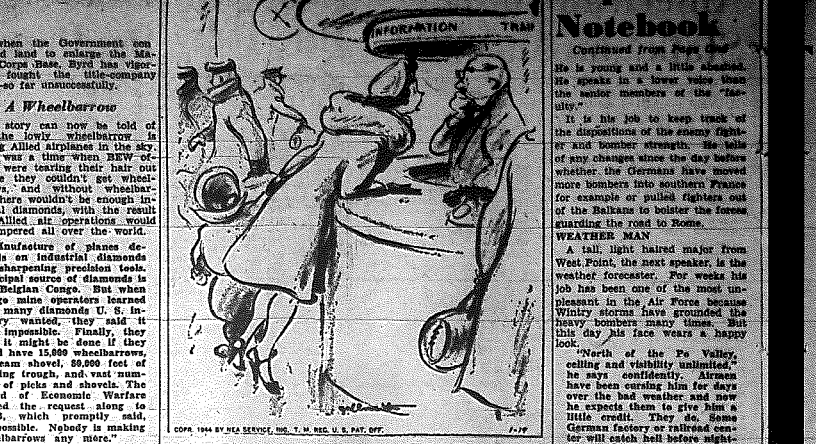 when the Government con
d land to enlarge the Ma-
Corps Base, Byrd has vigor-
fought the title-company
-so far unsuccessfully.
A Wheelbarrow
story can now be told of
the lowly wheelbarrow is
g Allied airplanes in the sky.
was a time when BEW of-
were tearing their hair out
e they couldn't get wheel-
s, and without wheelbar-
here wouldn't be enough in-
l diamonds, with the result
Allied air operations would
mpered all over the world.
anufacture of planes de-
s on industrial diamonds
sharpening precision tools.
cipal source of diamonds is
Belgian Congo. But when
go mine operators learned
many diamonds U. S. in-
ry wanted, they said it
impossible. Finally, they
it might be done if they
d have 15,000 wheelbarrows,
eam shovel, 80,000 feet of
ing trough, and vast num-
of picks and shovels. The
rd of Economic Warfare
ed the request along to
, which promptly said,
possible. Nobody is making
elbarrows any more."
INFORMATION TRAI
COPR. 1944 BY NEA SERVICE, INC. T. M. REG. U. S. PAT. OFF.
1-19
Notebook
Continued from Page One
He is young and a little abashed.
He speaks in a lower voice than
the senior members of the "fac-
ulty."
It is his job to keep track of
the dispositions of the enemy fight-
er and bomber strength. He tells
of any changes since the day before
whether the Germans have moved
more bombers into southern France
for example or pulled fighters out
of the Balkans to bolster the forces
guarding the road to Rome.
WEATHER MAN
A tall, light haired major from
West Point, the next speaker, is the
weather forecaster. For weeks his
job has been one of the most un-
pleasant in the Air Force because
Wintry storms have grounded the
heavy bombers many times. But
this day his face wears a happy
look.
"North of the Po Valley,
ceiling and visibility unlimited,"
he says confidently. Airmen
have been cursing him for days
over the bad weather and now
he expects them to give him a
little credit. They do. Some
German factory or railroad cen-
ter will catch hell before night-